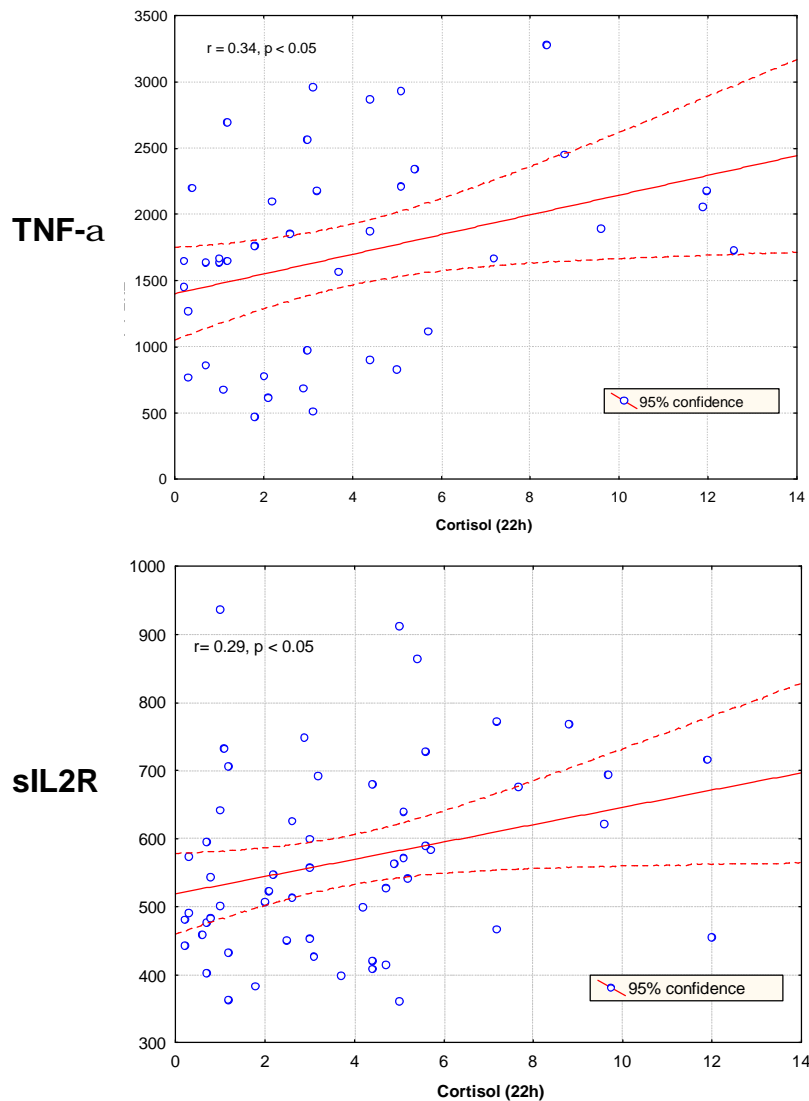 3500
r = 0.34, p < 0.05
3000
2500
TNF-a
2000
1500
1000
500
95% confidence
0
0 2 4 6 8 10 12 14
Cortisol (22h)
1000
900
r= 0.29, p < 0.05
800
sIL2R
700
600
500
400
95% confidence
300
0 2 4 6 8 10 12 14
Cortisol (22h)